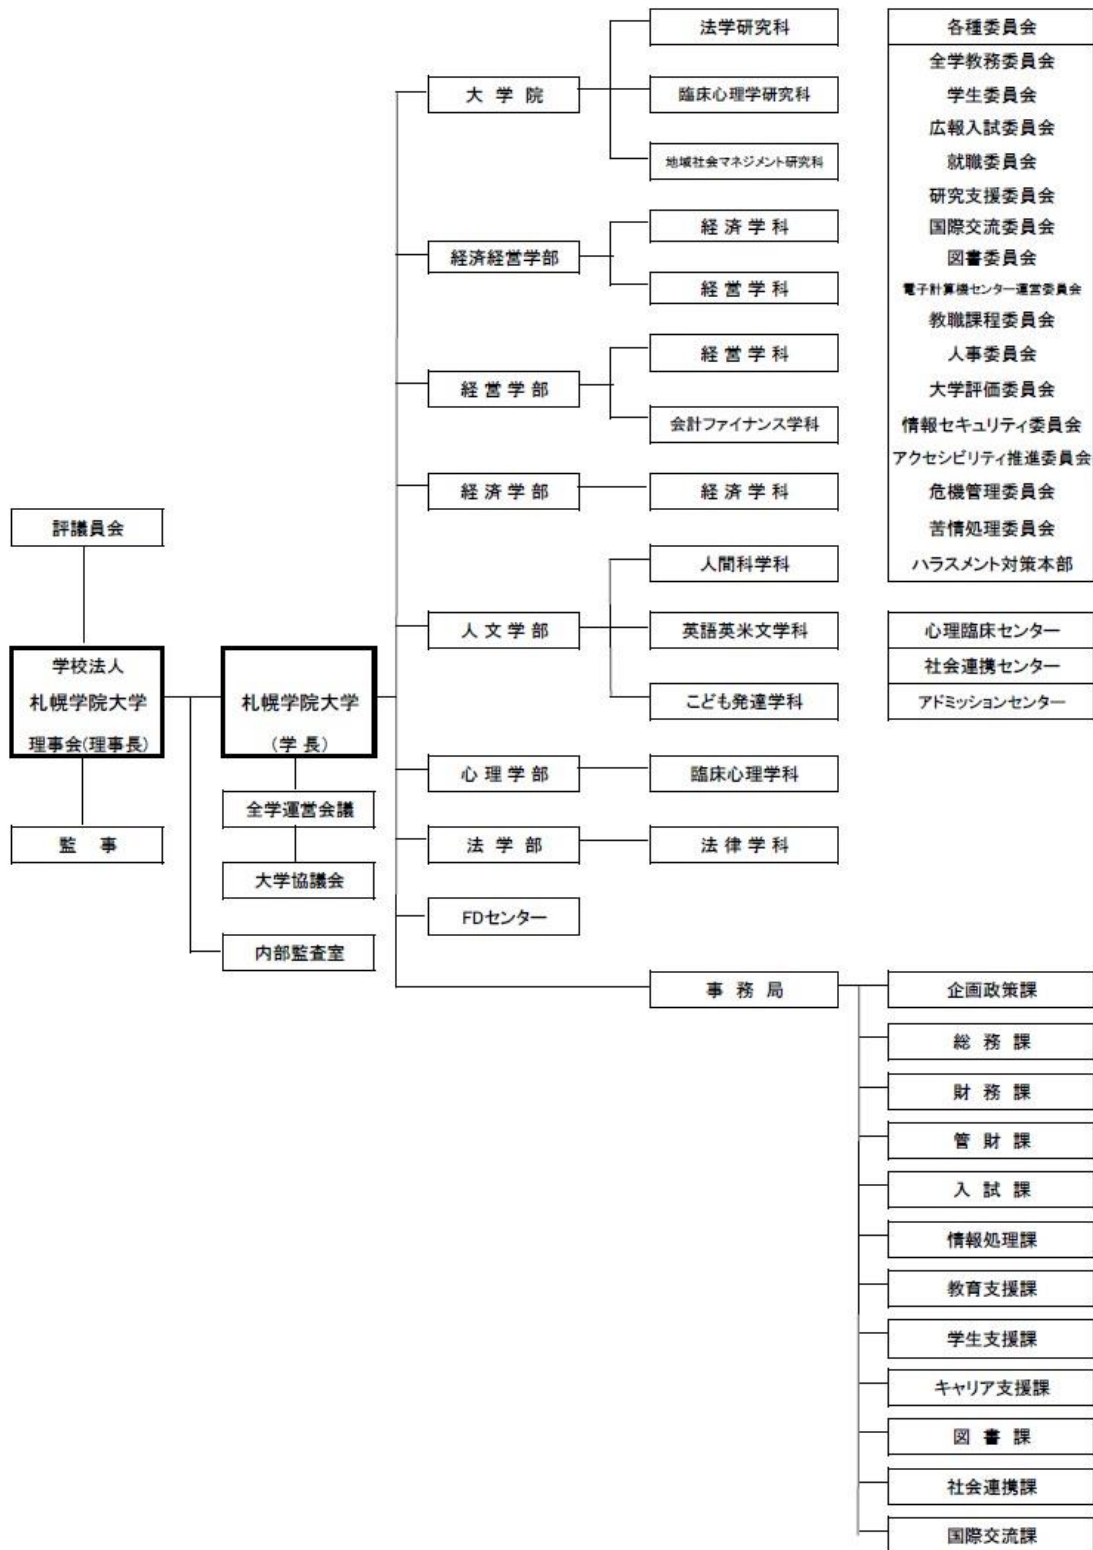 評議員会
学校法人
札幌学院大学
理事会(理事長)
監 事
札幌学院大学
(学 長)
全学運営会議
大学協議会
内部監査室
大 学 院
法学研究科
臨床心理学研究科
地域社会マネジメント研究科
経済経営学部
経 済 学 科
経 営 学 科
経 営 学 部
経 営 学 科
会計ファイナンス学科
経 済 学 部
経 済 学 科
人 文 学 部
人間科学科
英語英米文学科
こども発達学科
心 理 学 部
臨床心理学科
法 学 部
法 律 学 科
FDセンター
事 務 局
企画政策課
総 務 課
財 務 課
管 財 課
入 試 課
情報処理課
教育支援課
学生支援課
キャリア支援課
図 書 課
社会連携課
国際交流課
各種委員会
全学教務委員会
学生委員会
広報入試委員会
就職委員会
研究支援委員会
国際交流委員会
図書委員会
電子計算機センター運営委員会
教職課程委員会
人事委員会
大学評価委員会
情報セキュリティ委員会
アクセシビリティ推進委員会
危機管理委員会
苦情処理委員会
ハラスメント対策本部
心理臨床センター
社会連携センター
アドミッションセンター